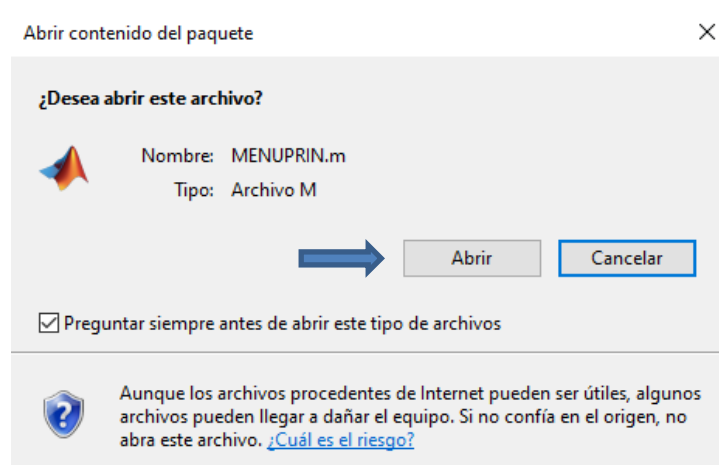 Abrir contenido del paquete
¿Desea abrir este archivo?
Nombre: MENUPRIN.m
Tipo: Archivo M
Abrir Cancelar
Preguntar siempre antes de abrir este tipo de archivos
Aunque los archivos procedentes de Internet pueden ser útiles, algunos
archivos pueden llegar a dañar el equipo. Si no confía en el origen, no
abra este archivo. ¿Cuál es el riesgo?